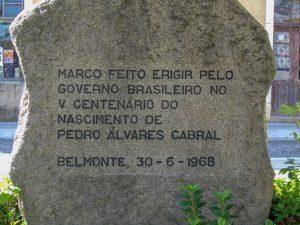 MARCO FEITO ERIGIR PELO
GOVERNO BRASILEIRO NO
V CENTENÁRIO DO
NASCIMENTO DE
PEDRO ÁLVARES CABRAL
BELMONTE, 30-6-1968